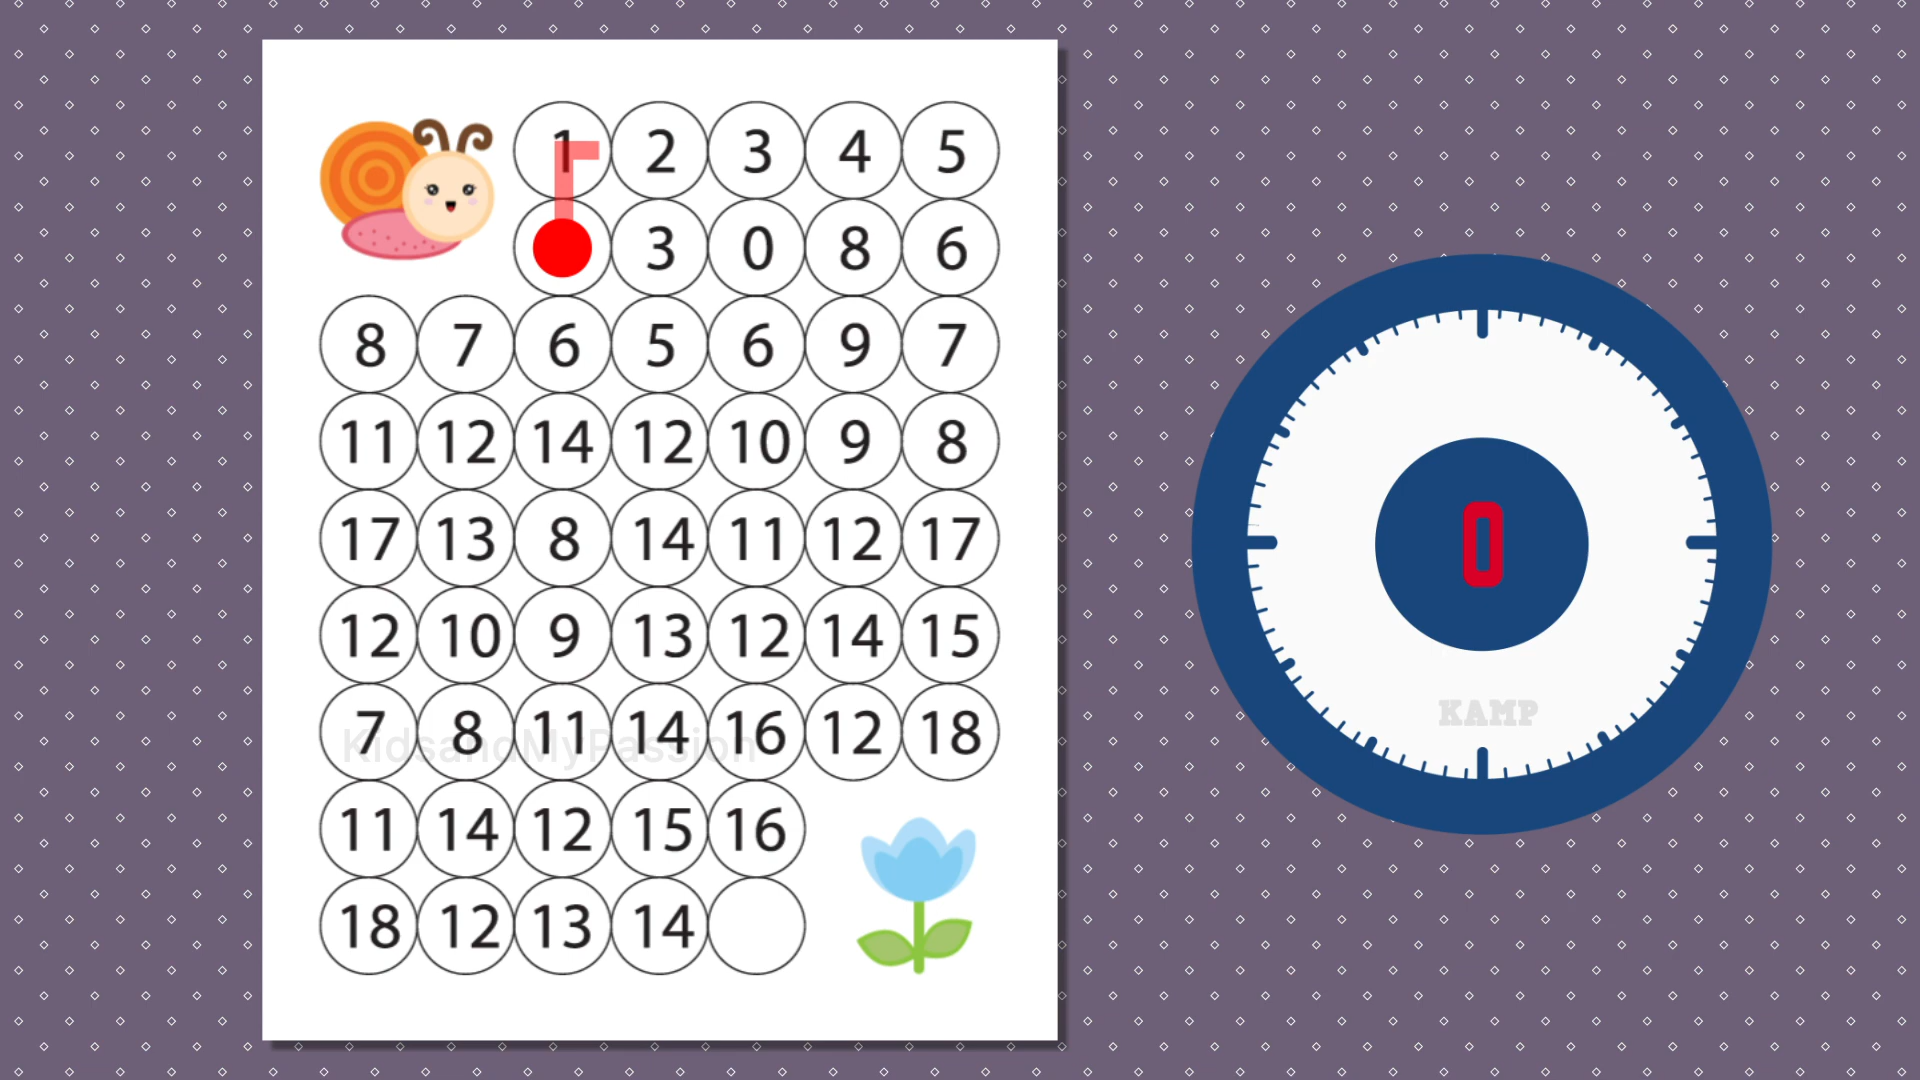 1 2 3 4 5
3 0 8 6
8 7 6 5 6 9 7
11 12 14 12 10 9 8
17 13 8 14 11 12 17
12 10 9 13 12 14 15
7 8 11 14 16 12 18
KidsandMyPassion
11 14 12 15 16
18 12 13 14
0
KAMP